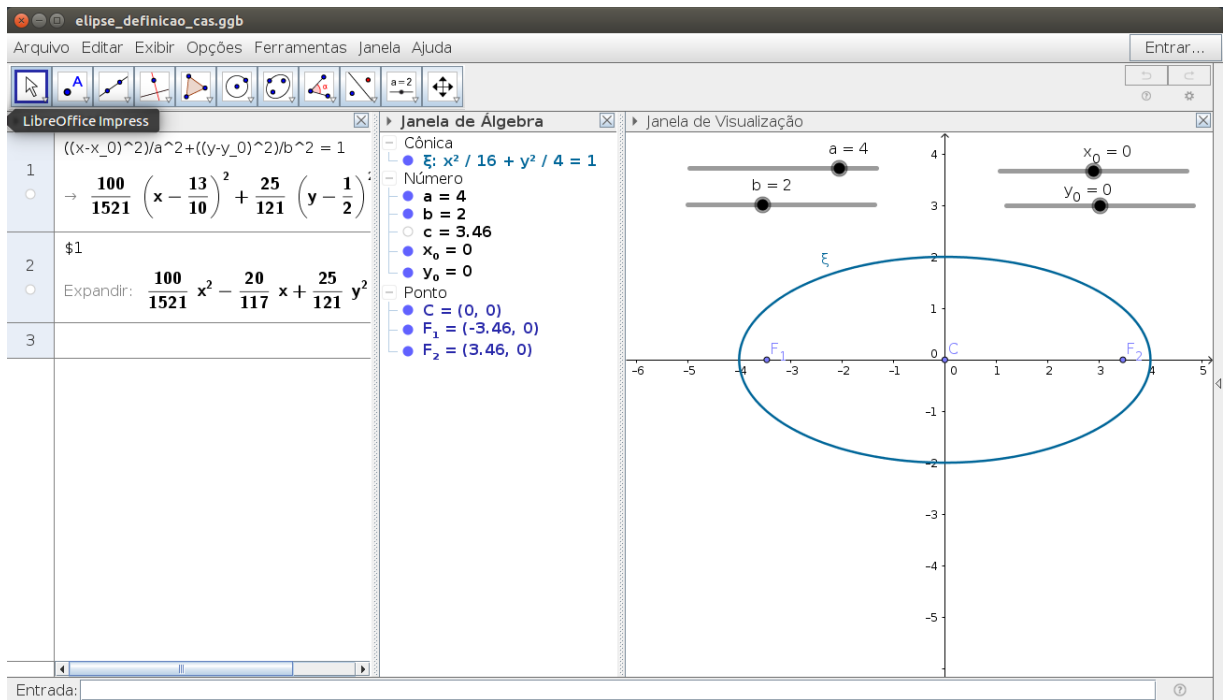 elipse_definicao_cas.ggb
Arquivo Editar Exibir Opções Ferramentas Janela Ajuda
Entrar...
A
α
a=2
LibreOffice Impress
1
((x-x_0)^2)/a^2+((y-y_0)^2)/b^2 = 1
→ 100/1521 (x − 13/10)² + 25/121 (y − 1/2)²
2
$1
Expandir: 100/1521 x² − 20/117 x + 25/121 y²
3
Janela de Álgebra
Cônica
ξ: x² / 16 + y² / 4 = 1
Número
a = 4
b = 2
c = 3.46
x₀ = 0
y₀ = 0
Ponto
C = (0, 0)
F₁ = (-3.46, 0)
F₂ = (3.46, 0)
Janela de Visualização
a = 4
x₀ = 0
b = 2
y₀ = 0
4
3
2
1
0
-1
-2
-3
-4
-5
ξ
F₁
C
F₂
-6 -5 -4 -3 -2 -1 0 1 2 3 4 5
Entrada: